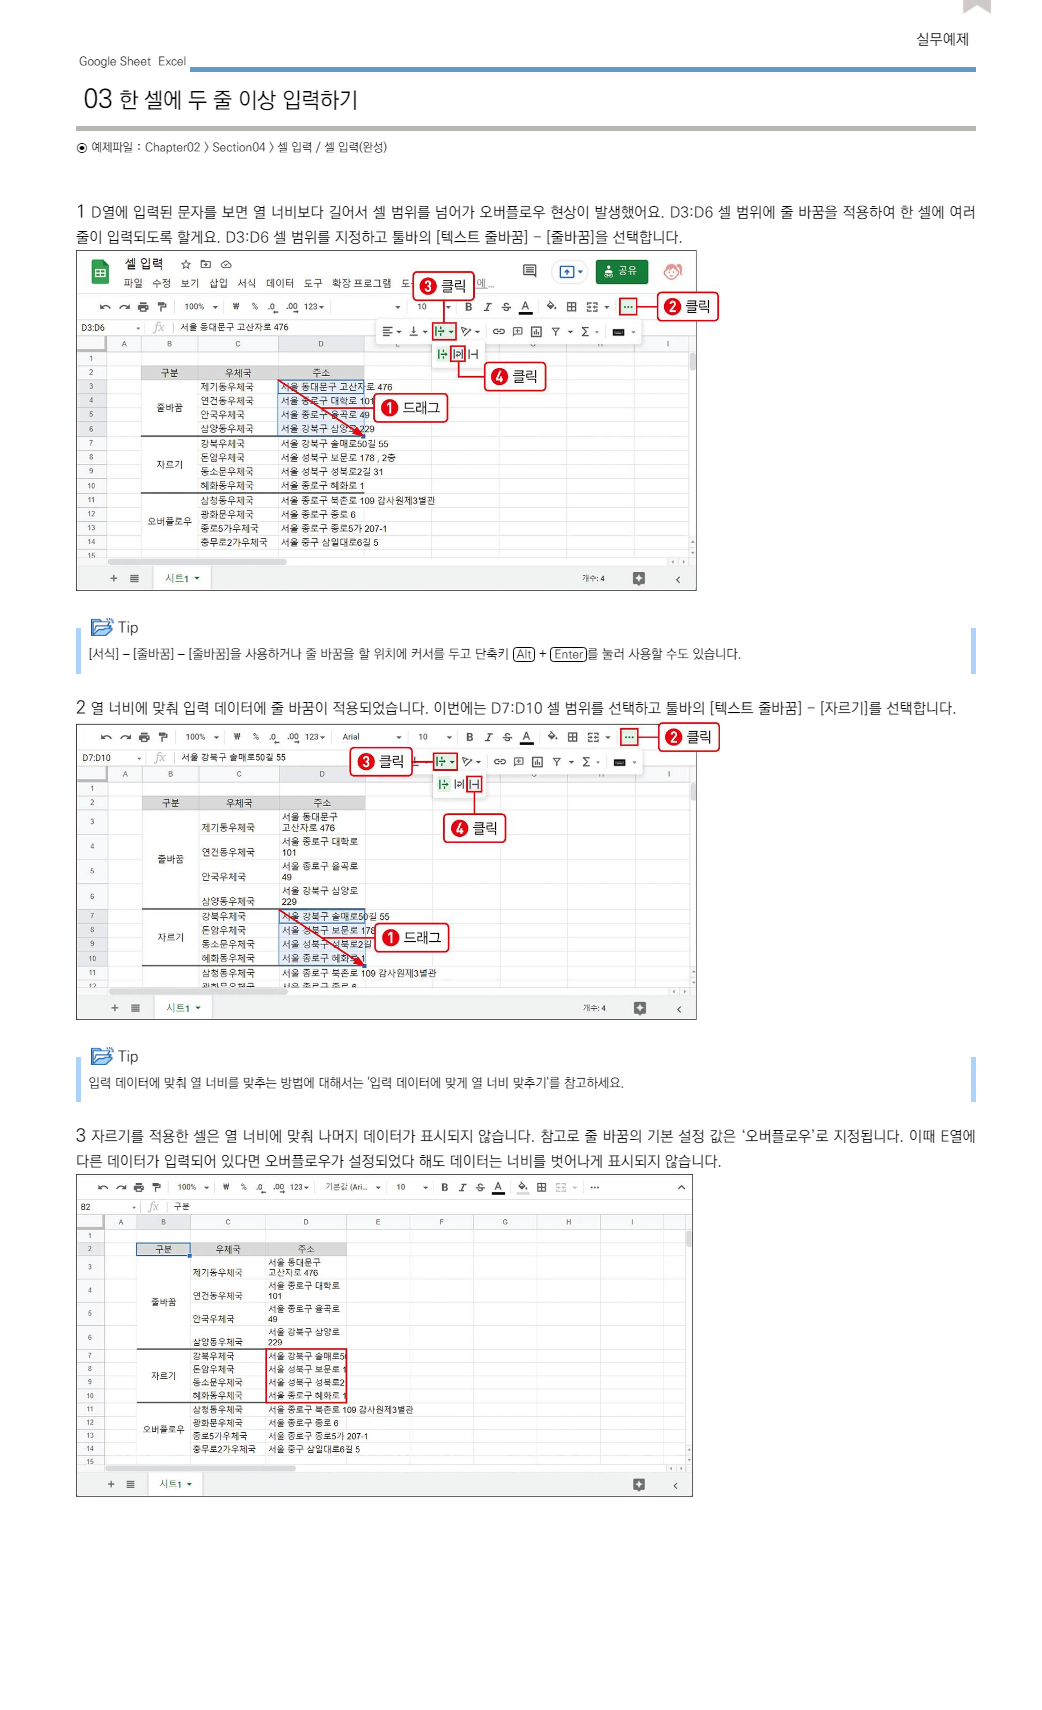 실무예제
Google Sheet Excel
03 한 셀에 두 줄 이상 입력하기
예제파일 : Chapter02 > Section04 > 셀 입력 / 셀 입력(완성)
1 D열에 입력된 문자를 보면 열 너비보다 길어서 셀 범위를 넘어가 오버플로우 현상이 발생했어요. D3:D6 셀 범위에 줄 바꿈을 적용하여 한 셀에 여러
줄이 입력되도록 할게요. D3:D6 셀 범위를 지정하고 툴바의 [텍스트 줄바꿈] - [줄바꿈]을 선택합니다.
셀 입력
공유
파일 수정 보기 삽입 서식 데이터 도구 확장 프로그램
3 클릭
100% ₩ % .0 .00 123 10 B I S A
2 클릭
D3:D6 fx 서울 동대문구 고산자로 476
A B C D I
4 클릭
1
2 구분 우체국 주소
3 제기동우체국 서울 동대문구 고산자로 476
4 연건동우체국 서울 종로구 대학로 101
줄바꿈
1 드래그
5 안국우체국 서울 종로구 율곡로 49
6 삼양동우체국 서울 강북구 삼양로 229
7 강북우체국 서울 강북구 솔매로50길 55
8 돈암우체국 서울 성북구 보문로 178 , 2층
자르기
9 동소문우체국 서울 성북구 성북로2길 31
10 혜화동우체국 서울 종로구 혜화로 1
11 삼청동우체국 서울 종로구 북촌로 109 감사원제3별관
12 광화문우체국 서울 종로구 종로 6
오버플로우
13 종로5가우체국 서울 종로구 종로5가 207-1
14 충무로2가우체국 서울 중구 삼일대로6길 5
15
시트1 개수: 4
Tip
[서식] – [줄바꿈] – [줄바꿈]을 사용하거나 줄 바꿈을 할 위치에 커서를 두고 단축키 Alt + Enter를 눌러 사용할 수도 있습니다.
2 열 너비에 맞춰 입력 데이터에 줄 바꿈이 적용되었습니다. 이번에는 D7:D10 셀 범위를 선택하고 툴바의 [텍스트 줄바꿈] - [자르기]를 선택합니다.
100% ₩ % .0 .00 123 Arial 10 B I S A
2 클릭
D7:D10 fx 서울 강북구 솔매로50길 55
3 클릭
A B C D I
4 클릭
1
2 구분 우체국 주소
3 제기동우체국 서울 동대문구
고산자로 476
4 연건동우체국 서울 종로구 대학로
101
줄바꿈
5 안국우체국 서울 종로구 율곡로
49
6 삼양동우체국 서울 강북구 삼양로
229
7 강북우체국 서울 강북구 솔매로50길 55
8 돈암우체국 서울 성북구 보문로 178
자르기
1 드래그
9 동소문우체국 서울 성북구 성북로2길
10 혜화동우체국 서울 종로구 혜화로 1
11 삼청동우체국 서울 종로구 북촌로 109 감사원제3별관
12 광화문우체국 서울 종로구 종로 6
시트1 개수: 4
Tip
입력 데이터에 맞춰 열 너비를 맞추는 방법에 대해서는 '입력 데이터에 맞게 열 너비 맞추기'를 참고하세요.
3 자르기를 적용한 셀은 열 너비에 맞춰 나머지 데이터가 표시되지 않습니다. 참고로 줄 바꿈의 기본 설정 값은 ‘오버플로우’로 지정됩니다. 이때 E열에
다른 데이터가 입력되어 있다면 오버플로우가 설정되었다 해도 데이터는 너비를 벗어나게 표시되지 않습니다.
100% ₩ % .0 .00 123 기본값 (Ari... 10 B I S A
B2 fx 구분
A B C D E F G H I
1
2 구분 우체국 주소
3 제기동우체국 서울 동대문구
고산자로 476
4 연건동우체국 서울 종로구 대학로
101
줄바꿈
5 안국우체국 서울 종로구 율곡로
49
6 삼양동우체국 서울 강북구 삼양로
229
7 강북우체국 서울 강북구 솔매로5
8 돈암우체국 서울 성북구 보문로 1
자르기
9 동소문우체국 서울 성북구 성북로2
10 혜화동우체국 서울 종로구 혜화로 1
11 삼청동우체국 서울 종로구 북촌로 109 감사원제3별관
12 광화문우체국 서울 종로구 종로 6
오버플로우
13 종로5가우체국 서울 종로구 종로5가 207-1
14 충무로2가우체국 서울 중구 삼일대로6길 5
15
시트1